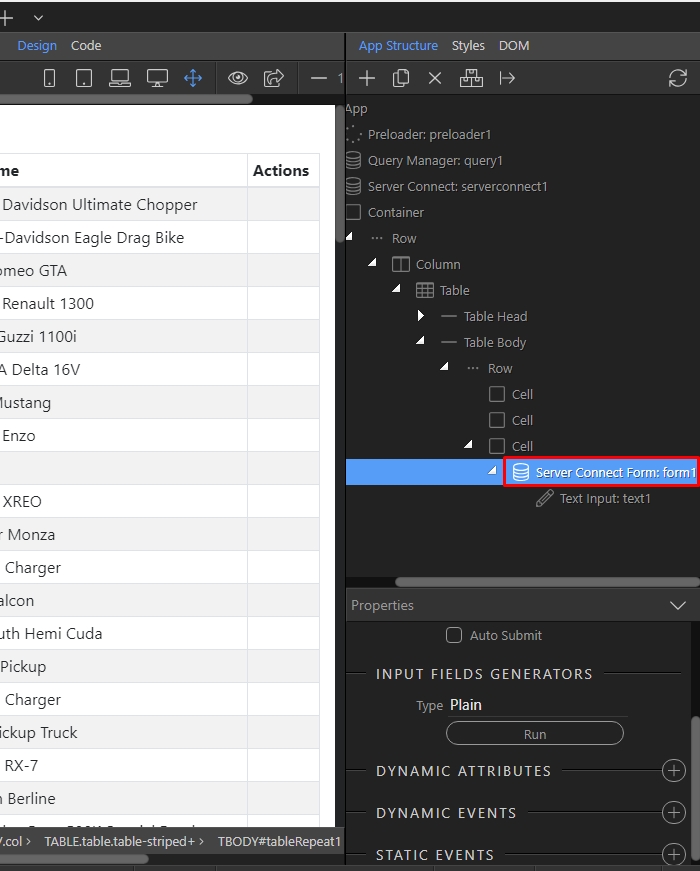 Design Code
App Structure Styles DOM
1
App
Preloader: preloader1
Query Manager: query1
Server Connect: serverconnect1
Container
Row
Column
Table
Table Head
Table Body
Row
Cell
Cell
Cell
Server Connect Form: form1
Text Input: text1
me Actions
Davidson Ultimate Chopper
-Davidson Eagle Drag Bike
omeo GTA
Renault 1300
Guzzi 1100i
A Delta 16V
Mustang
Enzo
XREO
r Monza
Charger
alcon
uth Hemi Cuda
Pickup
Charger
ickup Truck
RX-7
n Berline
Properties
Auto Submit
INPUT FIELDS GENERATORS
Type Plain
Run
DYNAMIC ATTRIBUTES
DYNAMIC EVENTS
STATIC EVENTS
V.col > TABLE.table.table-striped+ > TBODY#tableRepeat1